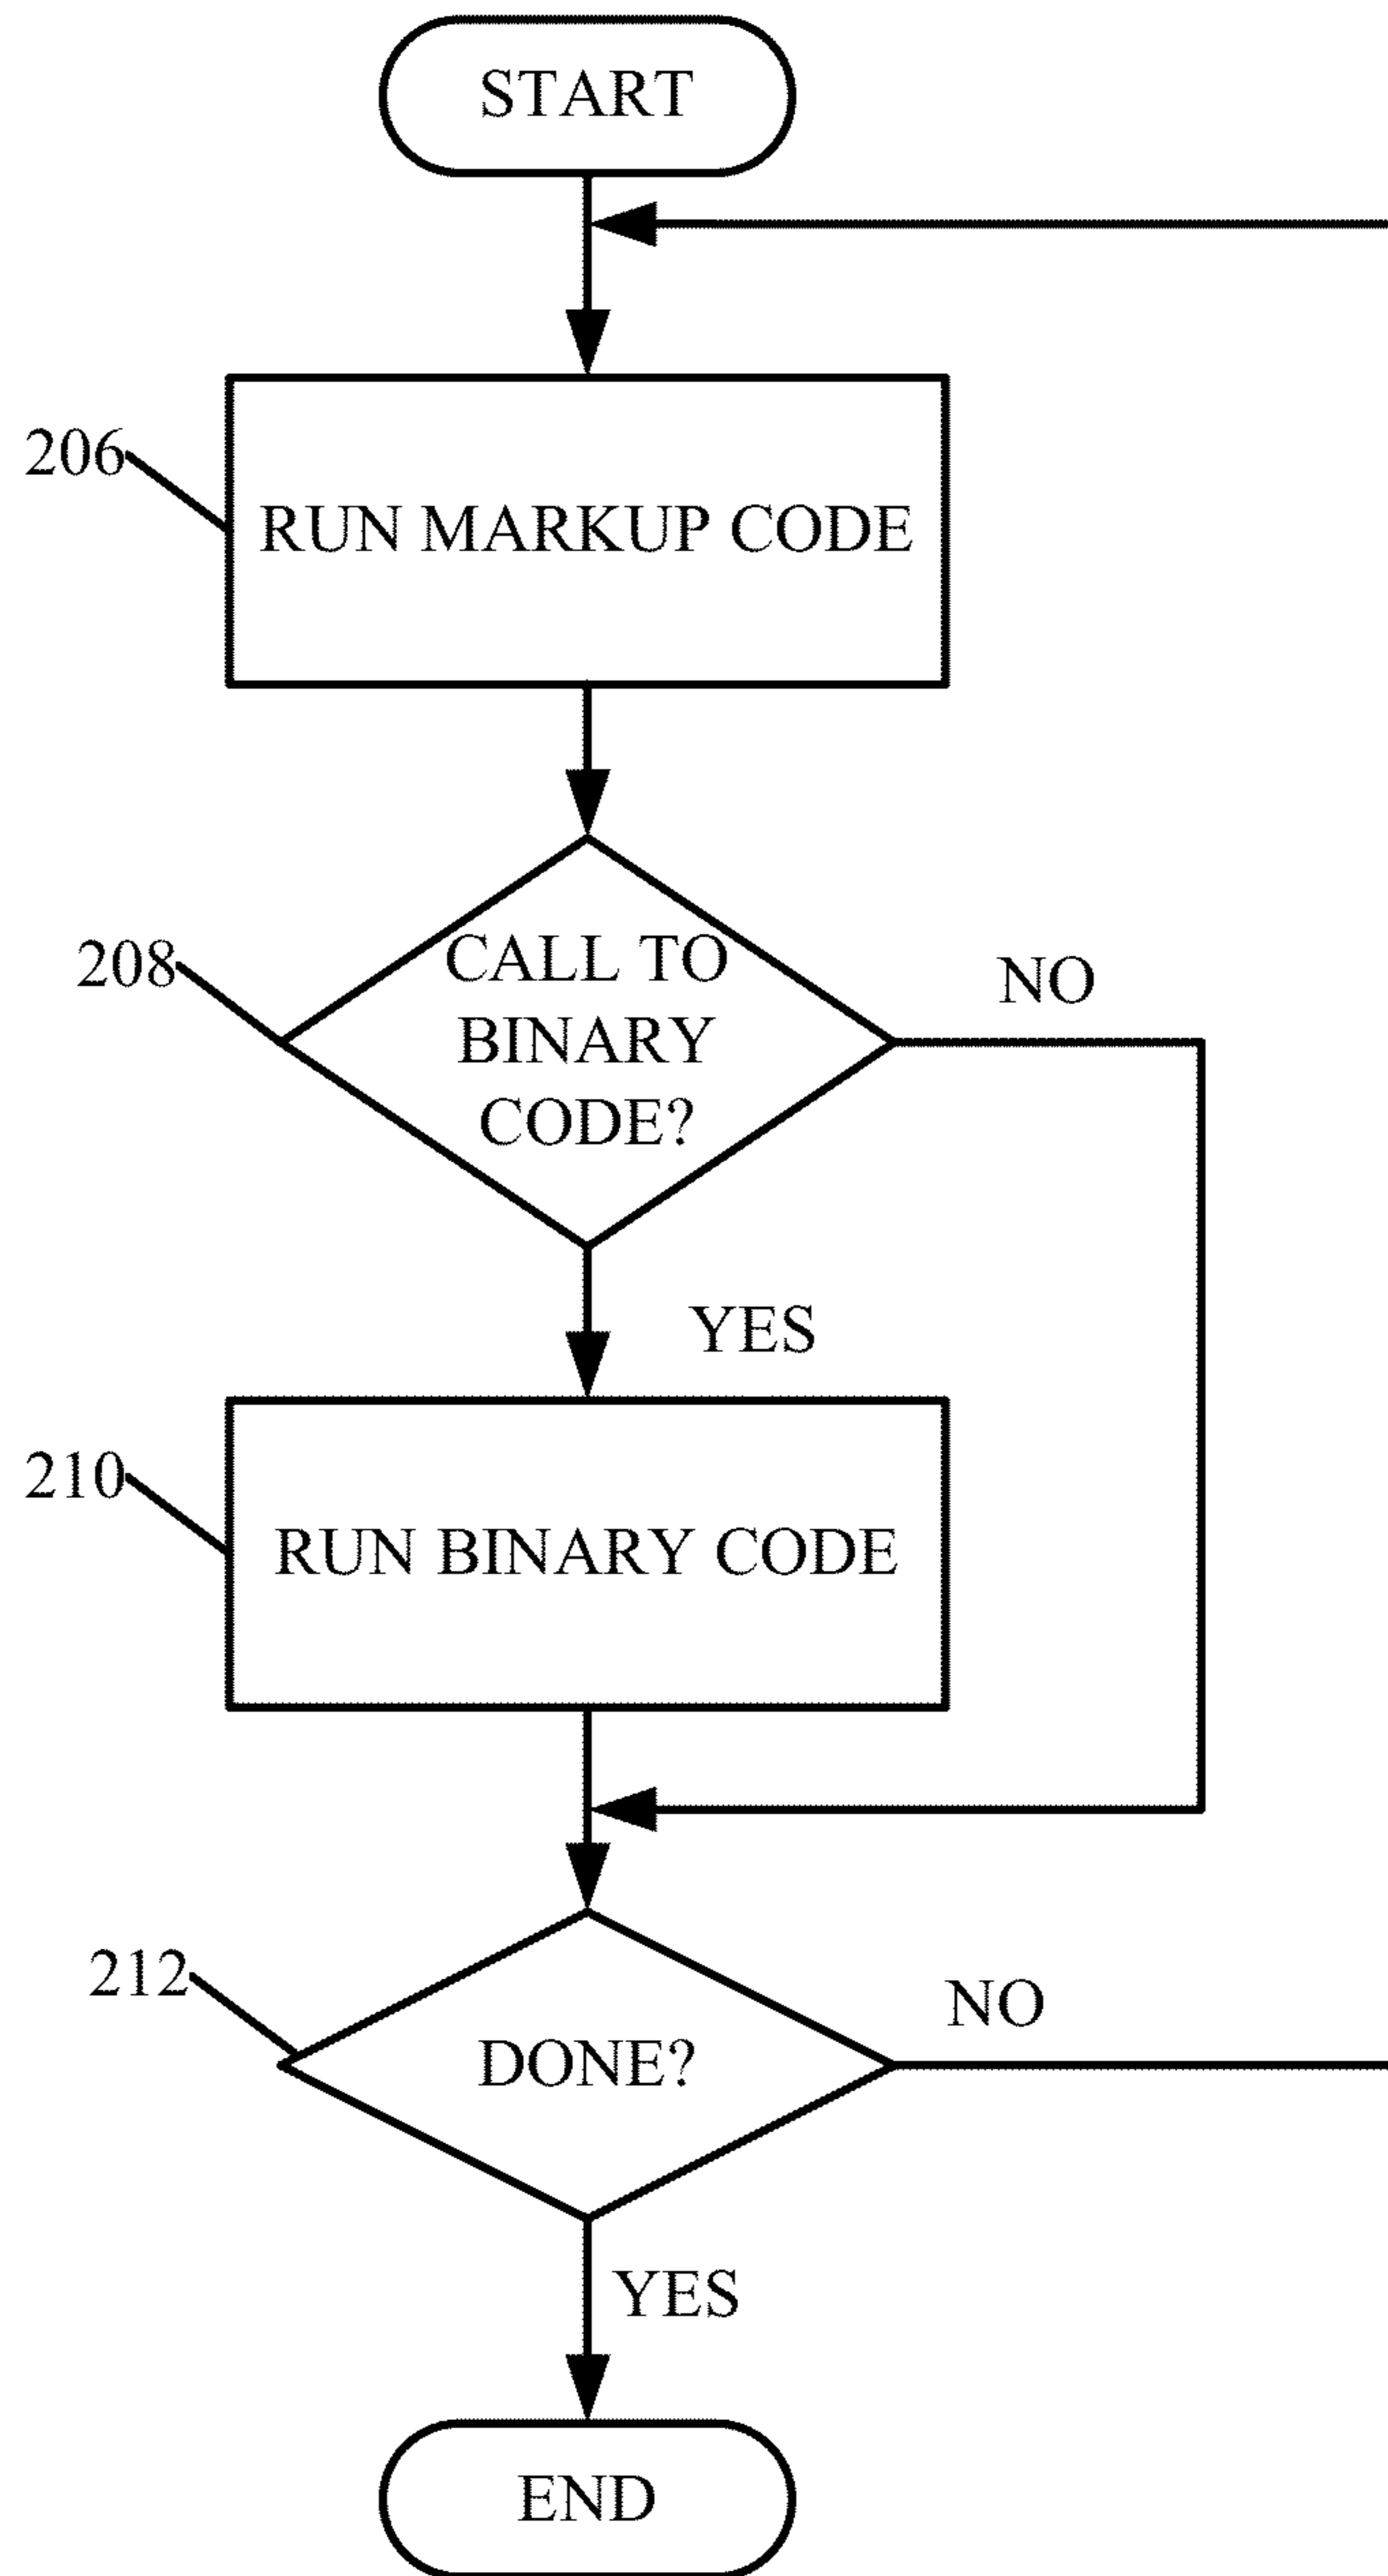 START
206
RUN MARKUP CODE
208
CALL TO
BINARY
CODE?
NO
YES
210
RUN BINARY CODE
212
DONE?
NO
YES
END